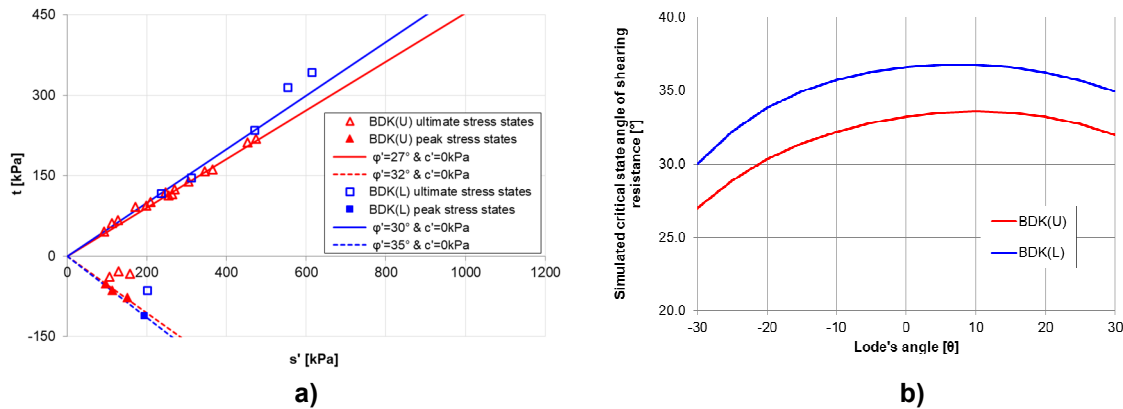 450
300
150
0
-150
t [kPa]
0
200
400
600
800
1000
1200
s' [kPa]
BDK(U) ultimate stress states
BDK(U) peak stress states
φ'=27° & c'=0kPa
φ'=32° & c'=0kPa
BDK(L) ultimate stress states
BDK(L) peak stress states
φ'=30° & c'=0kPa
φ'=35° & c'=0kPa
a)
Simulated critical state angle of shearing
resistance [°]
40.0
35.0
30.0
25.0
20.0
-30
-20
-10
0
10
20
30
Lode's angle [θ]
BDK(U)
BDK(L)
b)